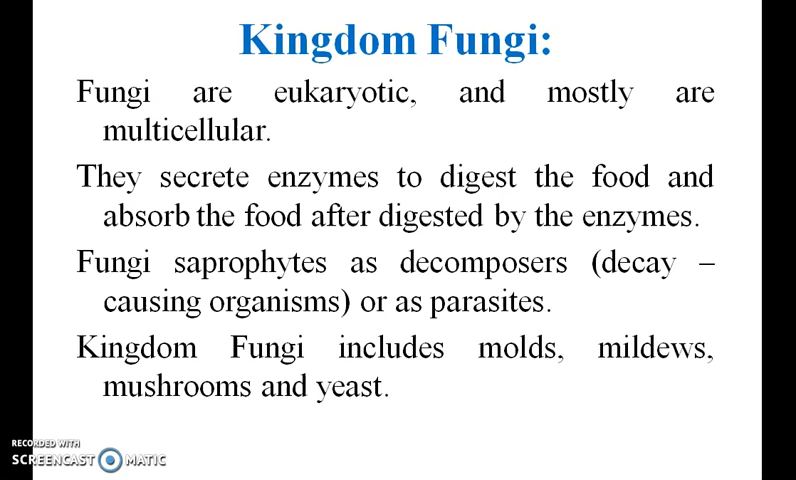 Kingdom Fungi:
Fungi are eukaryotic, and mostly are
multicellular.
They secrete enzymes to digest the food and
absorb the food after digested by the enzymes.
Fungi saprophytes as decomposers (decay –
causing organisms) or as parasites.
Kingdom Fungi includes molds, mildews,
mushrooms and yeast.
RECORDED WITH
SCREENCAST MATIC